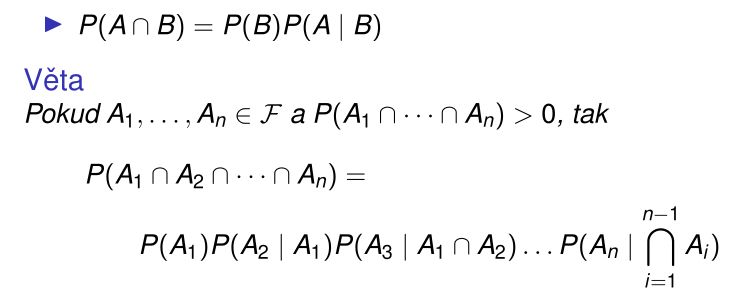 ▶ P(A ∩ B) = P(B)P(A | B)
Věta
Pokud A₁, . . . , Aₙ ∈ ℱ a P(A₁ ∩ · · · ∩ Aₙ) > 0, tak
P(A₁ ∩ A₂ ∩ · · · ∩ Aₙ) =
P(A₁)P(A₂ | A₁)P(A₃ | A₁ ∩ A₂) . . . P(Aₙ | ⋂ᵢ₌₁ⁿ⁻¹ Aᵢ)